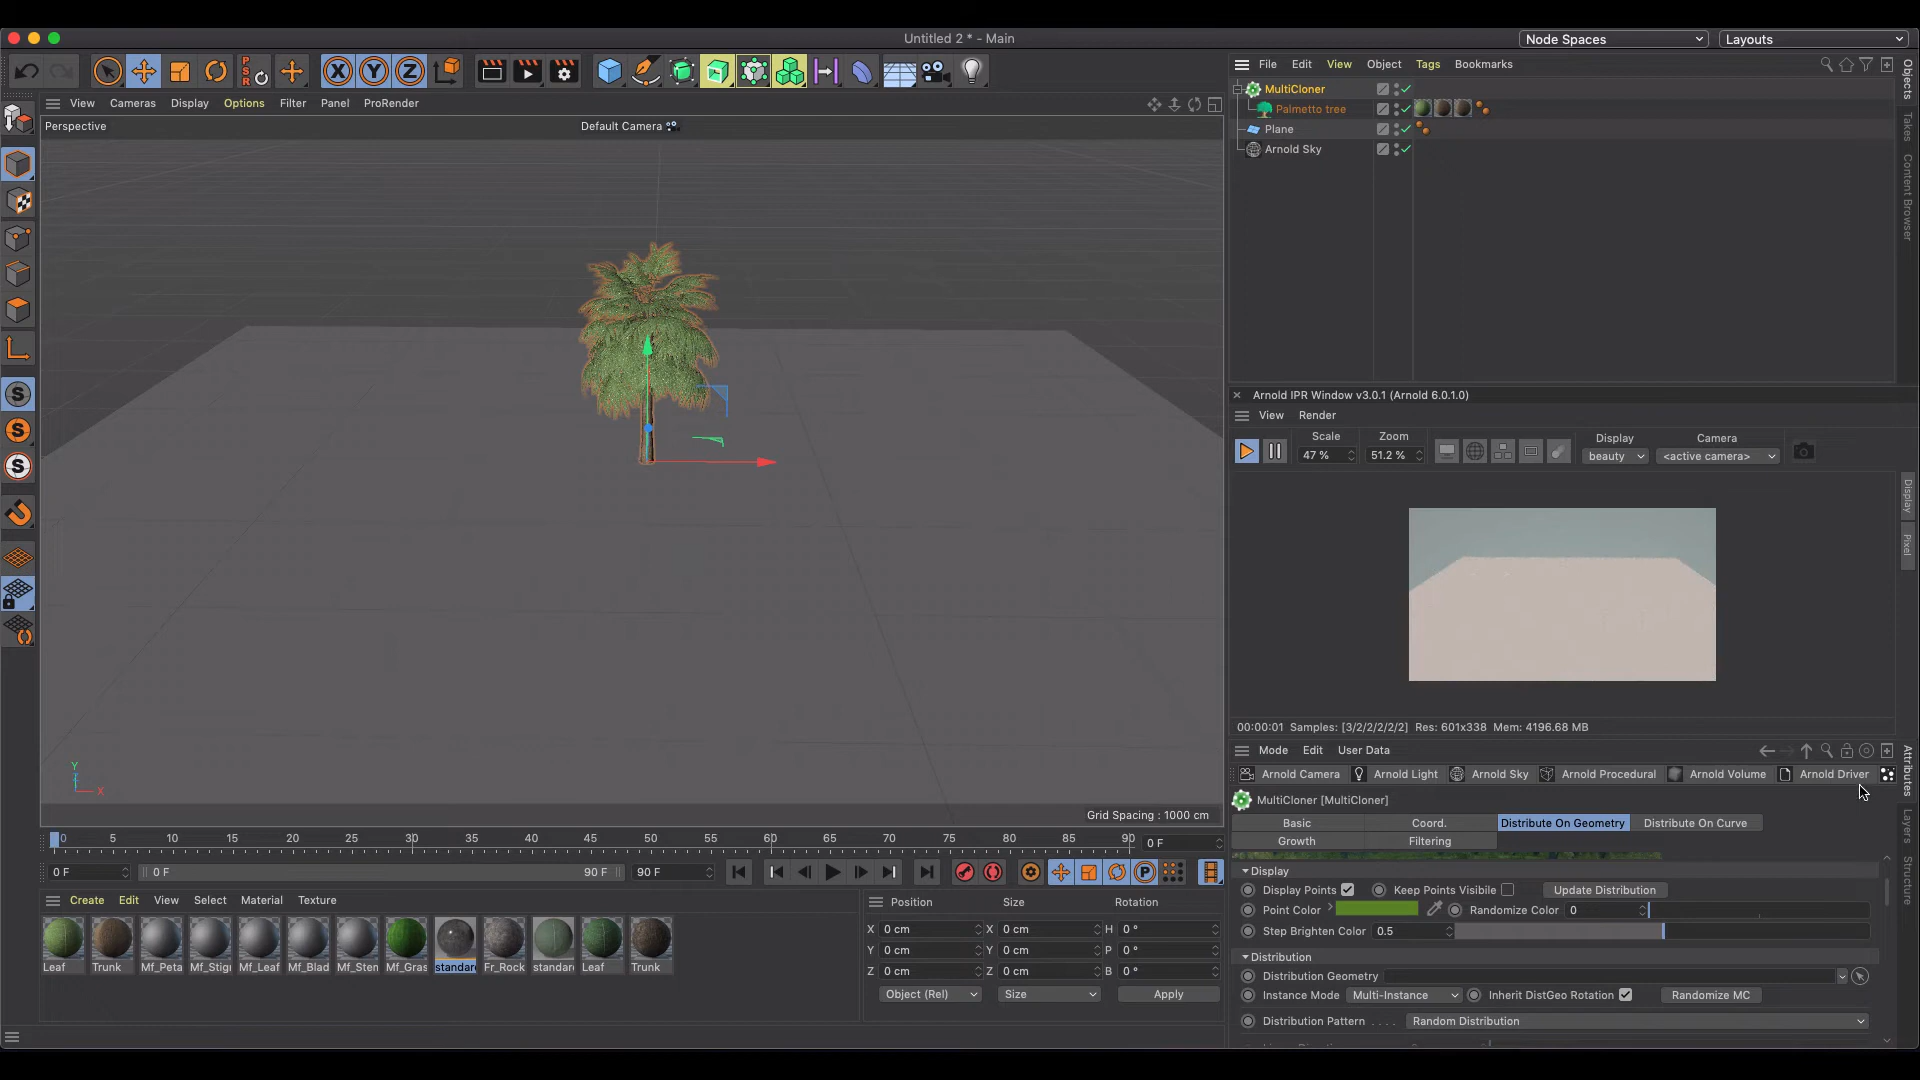 Untitled 2 * - Main
Node Spaces
Layouts
PSR
X Y Z
File Edit View Object Tags Bookmarks
View Cameras Display Options Filter Panel ProRender
Perspective
Default Camera
MultiCloner
Palmetto tree
Plane
Arnold Sky
Objects
Takes
Content Browser
Arnold IPR Window v3.0.1 (Arnold 6.0.1.0)
View Render
Scale Zoom Display Camera
47 % 51.2 % beauty <active camera>
Display
Pixel
S
S
S
00:00:01 Samples: [3/2/2/2/2/2] Res: 601x338 Mem: 4196.68 MB
Mode Edit User Data
Arnold Camera Arnold Light Arnold Sky Arnold Procedural Arnold Volume Arnold Driver
MultiCloner [MultiCloner]
Basic Coord. Distribute On Geometry Distribute On Curve
Growth Filtering
Attributes
Layers
Structure
Display
Display Points Keep Points Visible Update Distribution
Point Color Randomize Color 0
Step Brighten Color 0.5
Distribution
Distribution Geometry
Instance Mode Multi-Instance Inherit DistGeo Rotation Randomize MC
Distribution Pattern . . . . Random Distribution
Y
X
Grid Spacing : 1000 cm
0 5 10 15 20 25 30 35 40 45 50 55 60 65 70 75 80 85 90 0 F
0 F 0 F 90 F 90 F
P
Create Edit View Select Material Texture
Leaf Trunk Mf_Peta Mf_Stigr Mf_Leaf Mf_Blad Mf_Sten Mf_Gras standarc Fr_Rock standarc Leaf Trunk
Position Size Rotation
X 0 cm X 0 cm H 0 °
Y 0 cm Y 0 cm P 0 °
Z 0 cm Z 0 cm B 0 °
Object (Rel) Size Apply